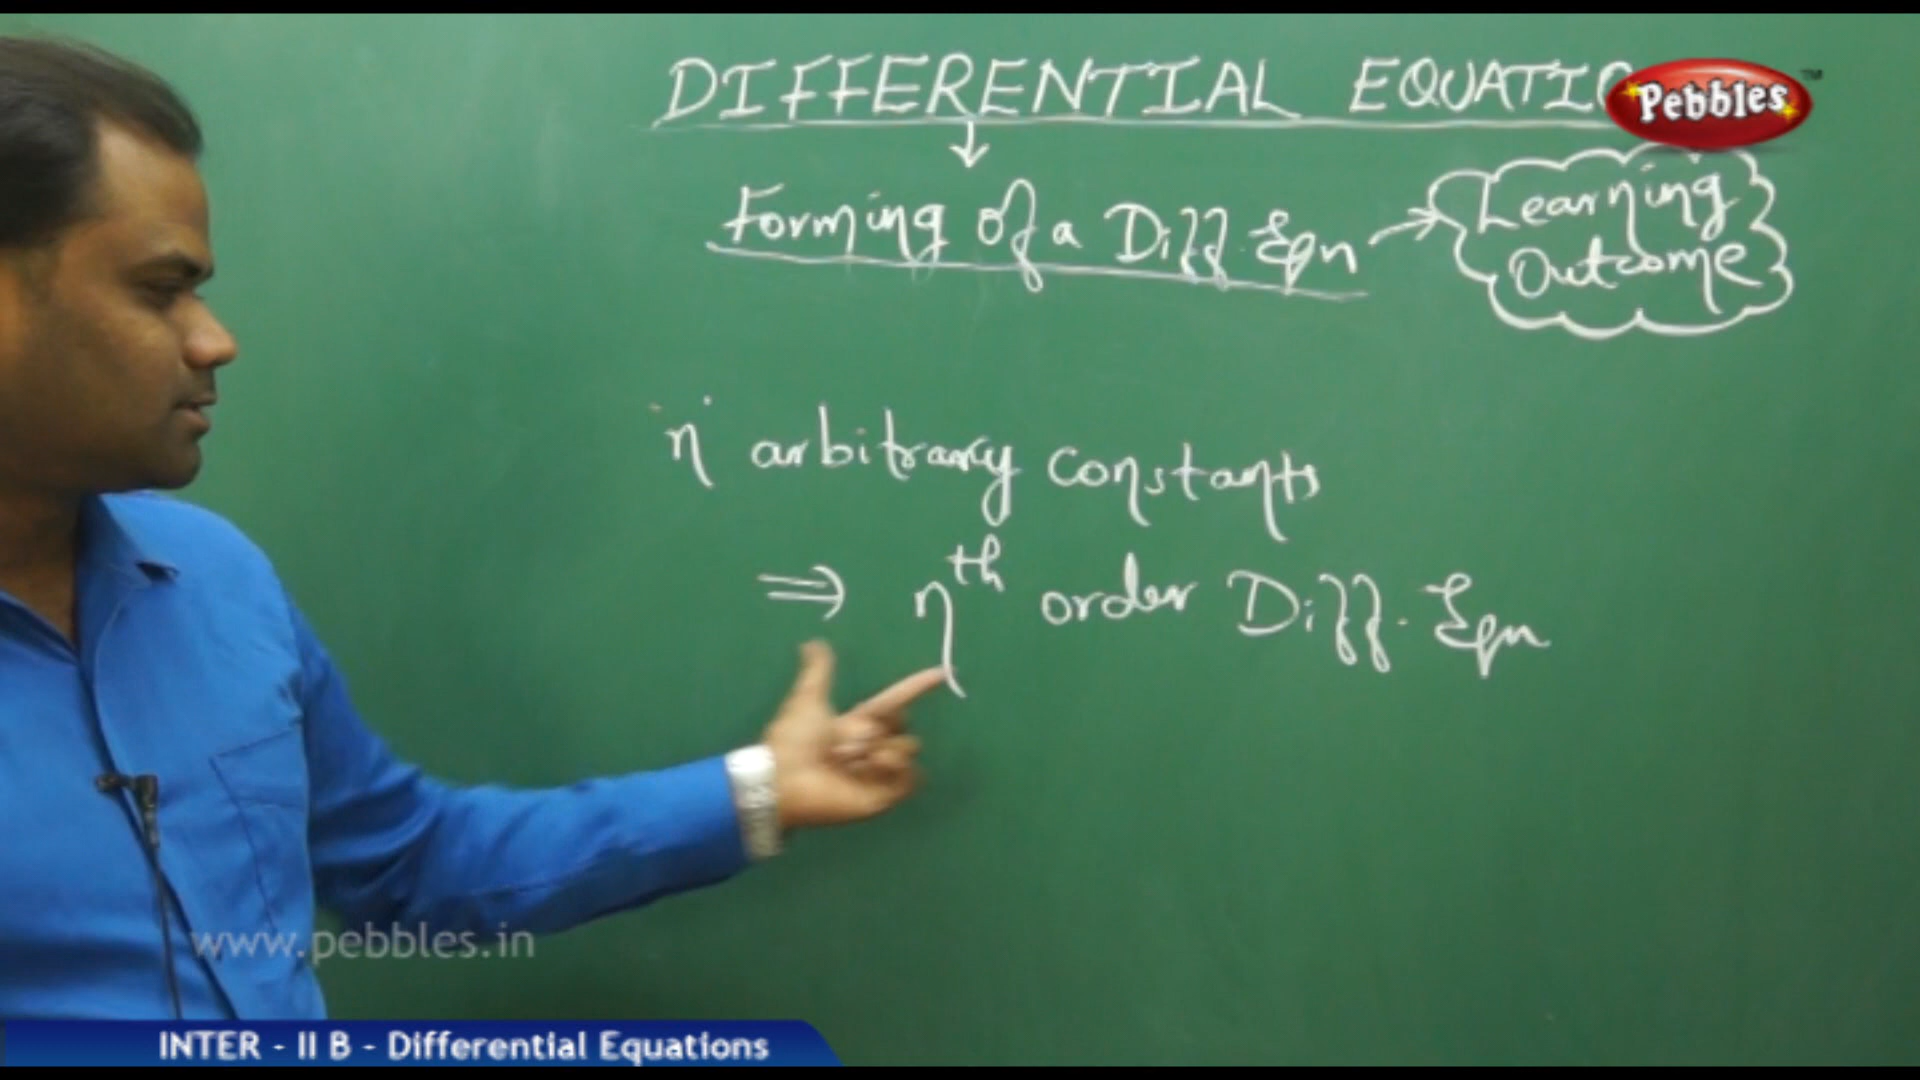 DIFFERENTIAL EQUATIO
Pebbles™
Forming of a Diff. Eqn → Learning
Outcome
'n' arbitrary constants
⇒ nth order Diff. Eqn
www.pebbles.in
INTER - II B - Differential Equations